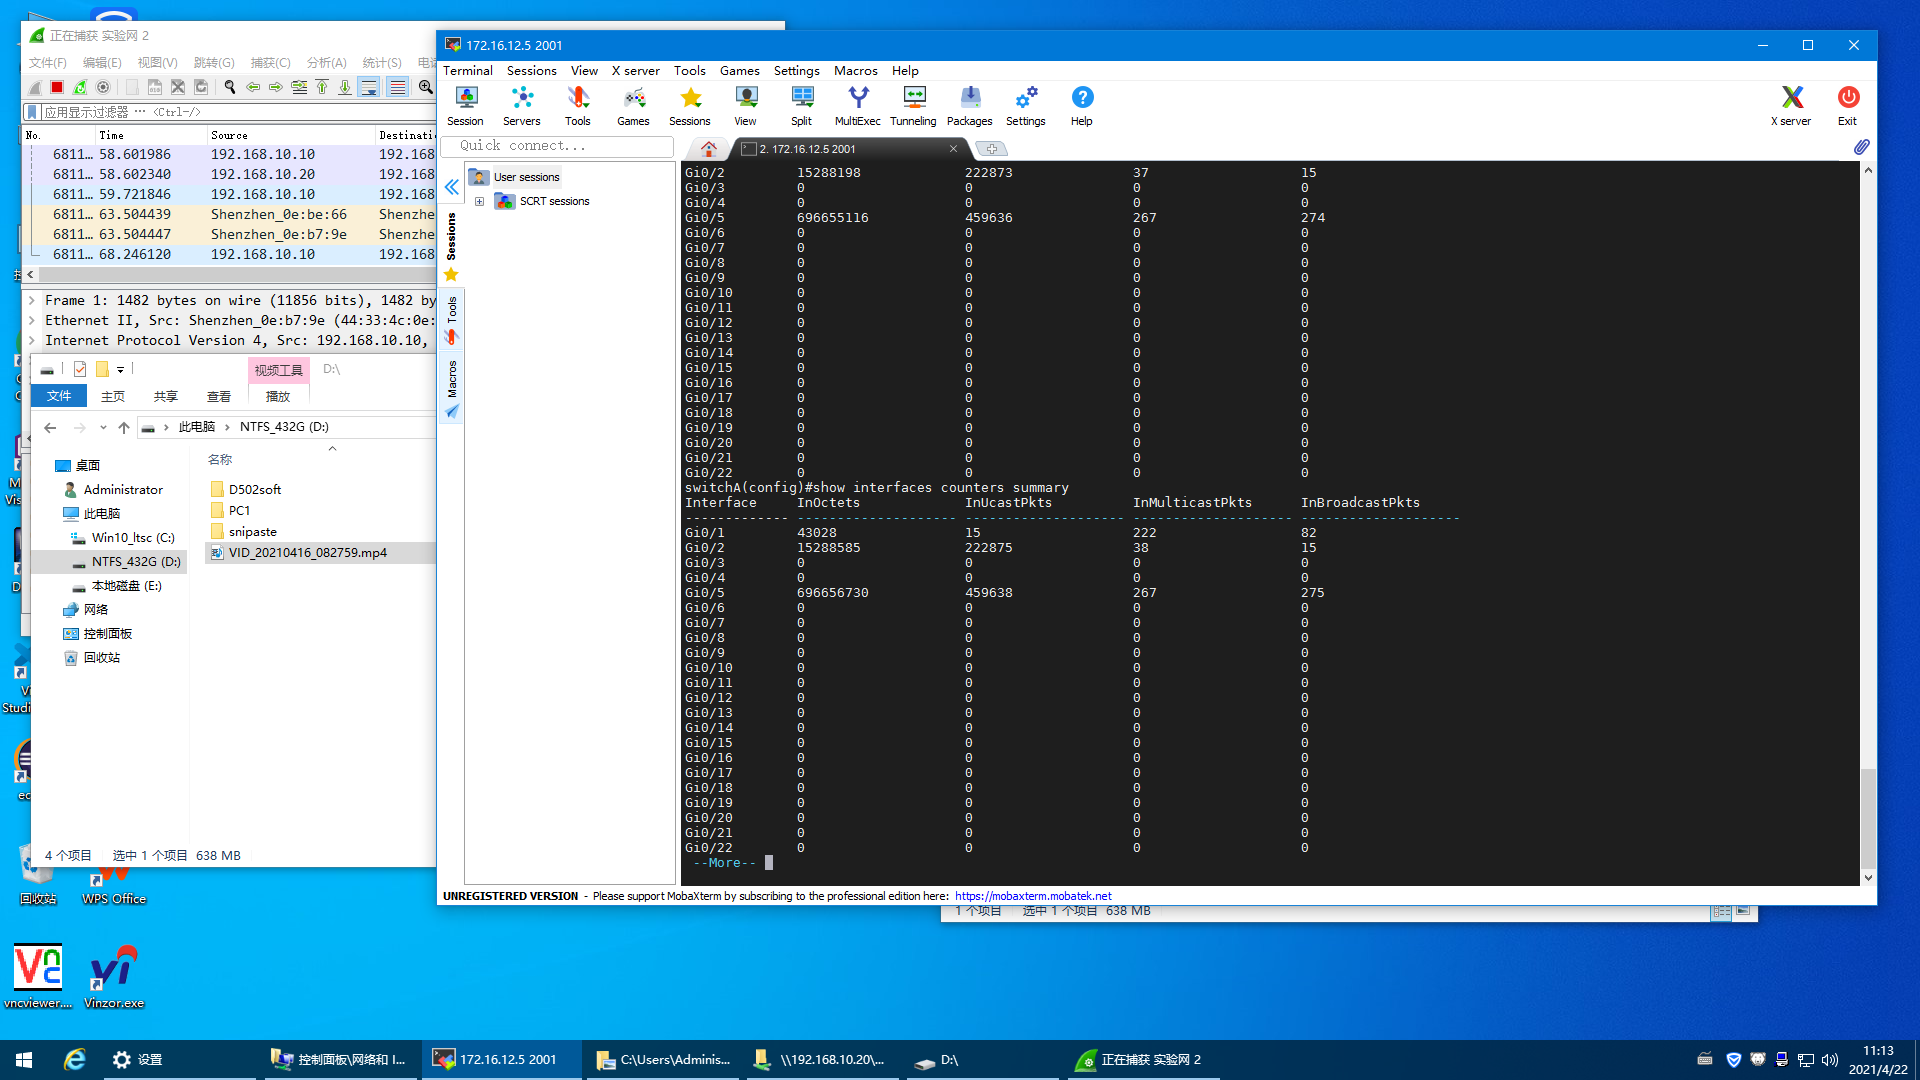 正在捕获 实验网 2
文件(F) 编辑(E) 视图(V) 跳转(G) 捕获(C) 分析(A) 统计(S)
应用显示过滤器 … <Ctrl-/>
No. Time Source
6811… 58.601986 192.168.10.10 192.168
6811… 58.602340 192.168.10.20 192.168
6811… 59.721846 192.168.10.10 192.168
6811… 63.504439 Shenzhen_0e:be:66 Shenzhe
6811… 63.504447 Shenzhen_0e:b7:9e Shenzhe
6811… 68.246120 192.168.10.10 192.168
Frame 1: 1482 bytes on wire (11856 bits), 1482 by
Ethernet II, Src: Shenzhen_0e:b7:9e (44:33:4c:0e:
Internet Protocol Version 4, Src: 192.168.10.10,
视频工具 D:\
文件 主页 共享 查看 播放
此电脑 NTFS_432G (D:)
名称
桌面
Administrator
此电脑
Win10_ltsc (C:)
NTFS_432G (D:)
本地磁盘 (E:)
网络
控制面板
回收站
D502soft
PC1
snipaste
VID_20210416_082759.mp4
4 个项目 选中 1 个项目 638 MB
172.16.12.5 2001
Terminal Sessions View X server Tools Games Settings Macros Help
Session Servers Tools Games Sessions View Split MultiExec Tunneling Packages Settings Help X server Exit
Quick connect...
2. 172.16.12.5 2001
User sessions
SCRT sessions
Sessions
Tools
Macros
Gi0/2 15288198 222873 37 15
Gi0/3 0 0 0 0
Gi0/4 0 0 0 0
Gi0/5 696655116 459636 267 274
Gi0/6 0 0 0 0
Gi0/7 0 0 0 0
Gi0/8 0 0 0 0
Gi0/9 0 0 0 0
Gi0/10 0 0 0 0
Gi0/11 0 0 0 0
Gi0/12 0 0 0 0
Gi0/13 0 0 0 0
Gi0/14 0 0 0 0
Gi0/15 0 0 0 0
Gi0/16 0 0 0 0
Gi0/17 0 0 0 0
Gi0/18 0 0 0 0
Gi0/19 0 0 0 0
Gi0/20 0 0 0 0
Gi0/21 0 0 0 0
Gi0/22 0 0 0 0
switchA(config)#show interfaces counters summary
Interface InOctets InUcastPkts InMulticastPkts InBroadcastPkts
------------- -------------------- -------------------- -------------------- --------------------
Gi0/1 43028 15 222 82
Gi0/2 15288585 222875 38 15
Gi0/3 0 0 0 0
Gi0/4 0 0 0 0
Gi0/5 696656730 459638 267 275
Gi0/6 0 0 0 0
Gi0/7 0 0 0 0
Gi0/8 0 0 0 0
Gi0/9 0 0 0 0
Gi0/10 0 0 0 0
Gi0/11 0 0 0 0
Gi0/12 0 0 0 0
Gi0/13 0 0 0 0
Gi0/14 0 0 0 0
Gi0/15 0 0 0 0
Gi0/16 0 0 0 0
Gi0/17 0 0 0 0
Gi0/18 0 0 0 0
Gi0/19 0 0 0 0
Gi0/20 0 0 0 0
Gi0/21 0 0 0 0
Gi0/22 0 0 0 0
--More--
UNREGISTERED VERSION - Please support MobaXterm by subscribing to the professional edition here: https://mobaxterm.mobatek.net
1 个项目 选中 1 个项目 638 MB
回收站 WPS Office
vncviewer.... Vinzor.exe
设置 控制面板\网络和 I... 172.16.12.5 2001 C:\Users\Adminis... \\192.168.10.20\... D:\ 正在捕获 实验网 2
11:13
2021/4/22